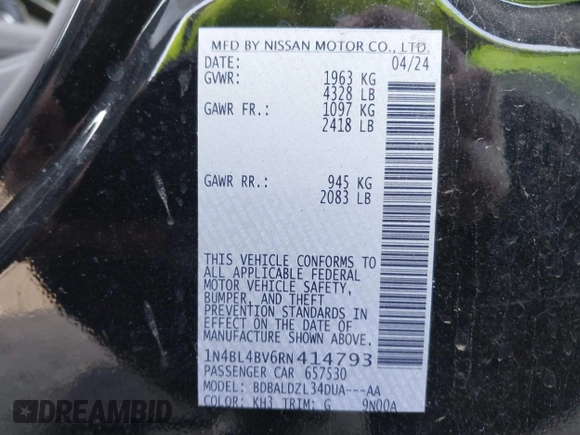 MFD BY NISSAN MOTOR CO., LTD.
DATE: 04/24
GVWR: 1963 KG
4328 LB
GAWR FR.: 1097 KG
2418 LB
GAWR RR.: 945 KG
2083 LB
THIS VEHICLE CONFORMS TO
ALL APPLICABLE FEDERAL
MOTOR VEHICLE SAFETY,
BUMPER, AND THEFT
PREVENTION STANDARDS IN
EFFECT ON THE DATE OF
MANUFACTURE SHOWN ABOVE.
1N4BL4BV6RN414793
PASSENGER CAR 657530
MODEL: BDBALDZL34DUA---AA
COLOR: KH3 TRIM: G 9N00A
DEALERS AUCTION
BIDAMBID